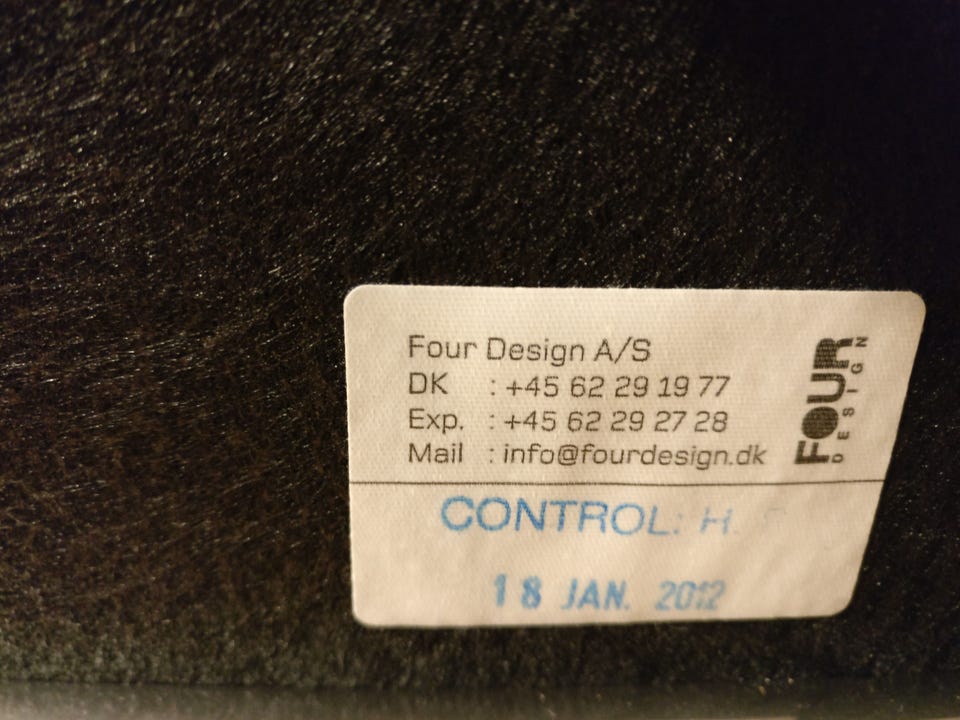 Four Design A/S
DK : +45 62 29 19 77
Exp. : +45 62 29 27 28
Mail : info@fourdesign.dk
FOUR
DESIGN
CONTROL: H.
18 JAN. 2012